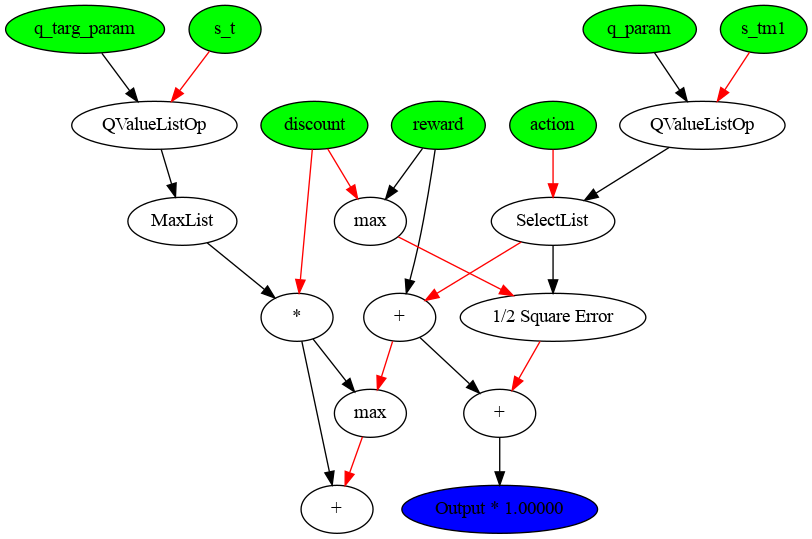 q_targ_param
s_t
q_param
s_tm1
QValueListOp
discount
reward
action
QValueListOp
MaxList
max
SelectList
*
+
1/2 Square Error
max
+
+
Output * 1.00000